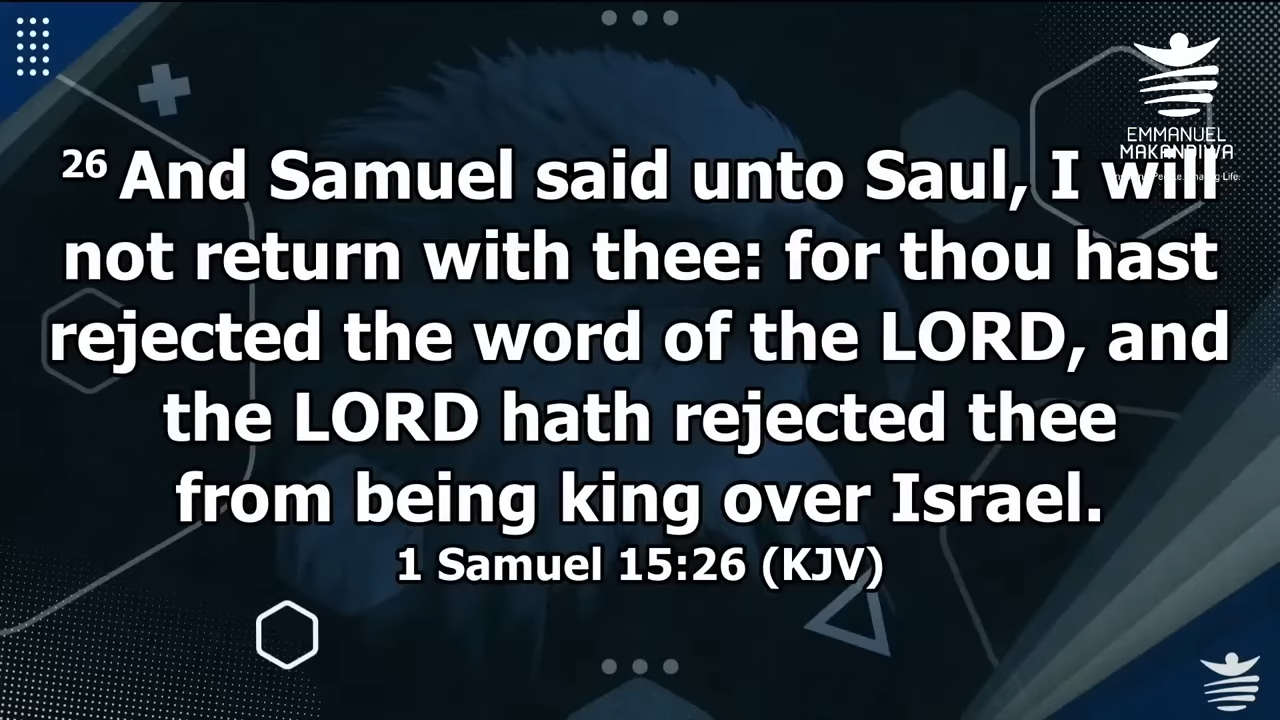 EMMANUEL
MAKANDIWA
26 And Samuel said unto Saul, I will
not return with thee: for thou hast
rejected the word of the LORD, and
the LORD hath rejected thee
from being king over Israel.
1 Samuel 15:26 (KJV)